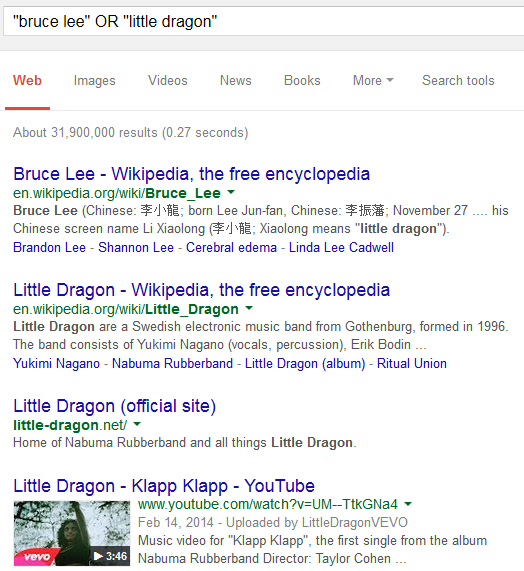 "bruce lee" OR "little dragon"
Web Images Videos News Books More Search tools
About 31,900,000 results (0.27 seconds)
Bruce Lee - Wikipedia, the free encyclopedia
en.wikipedia.org/wiki/Bruce_Lee
Bruce Lee (Chinese: 李小龍; born Lee Jun-fan, Chinese: 李振藩; November 27 .... his
Chinese screen name Li Xiaolong (李小龍; Xiaolong means "little dragon").
Brandon Lee - Shannon Lee - Cerebral edema - Linda Lee Cadwell
Little Dragon - Wikipedia, the free encyclopedia
en.wikipedia.org/wiki/Little_Dragon
Little Dragon are a Swedish electronic music band from Gothenburg, formed in 1996.
The band consists of Yukimi Nagano (vocals, percussion), Erik Bodin ...
Yukimi Nagano - Nabuma Rubberband - Little Dragon (album) - Ritual Union
Little Dragon (official site)
little-dragon.net/
Home of Nabuma Rubberband and all things Little Dragon.
Little Dragon - Klapp Klapp - YouTube
www.youtube.com/watch?v=UM--TtkGNa4
Feb 14, 2014 - Uploaded by LittleDragonVEVO
Music video for "Klapp Klapp", the first single from the album
Nabuma Rubberband Director: Taylor Cohen ...
vevo 3:46